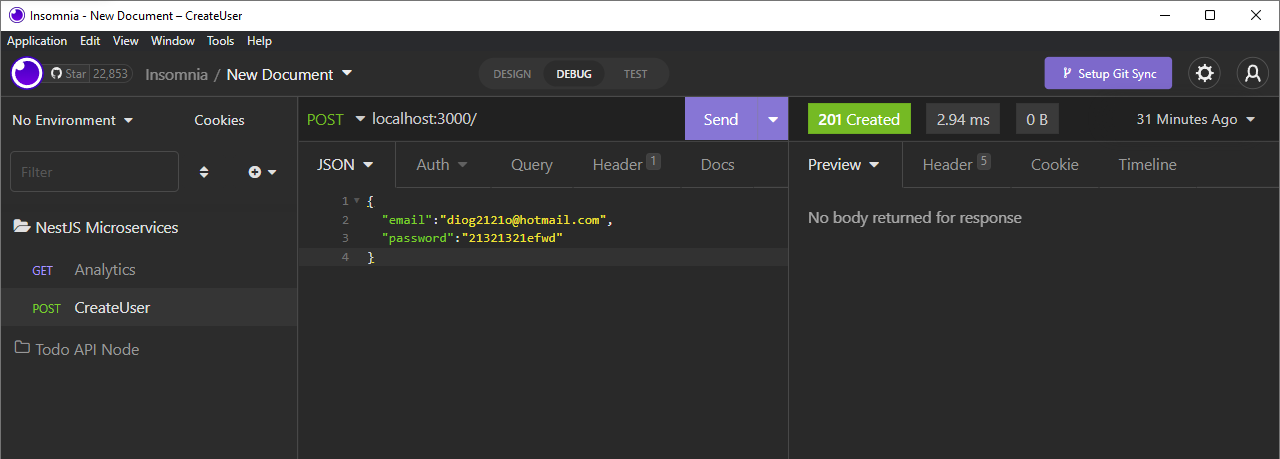 Insomnia - New Document – CreateUser
Application Edit View Window Tools Help
Star 22,853 Insomnia / New Document DESIGN DEBUG TEST Setup Git Sync
No Environment Cookies
Filter
NestJS Microservices
GET Analytics
POST CreateUser
Todo API Node
POST localhost:3000/ Send
JSON Auth Query Header 1 Docs
1 {
2 "email":"diog2121o@hotmail.com",
3 "password":"21321321efwd"
4 }
201 Created 2.94 ms 0 B 31 Minutes Ago
Preview Header 5 Cookie Timeline
No body returned for response